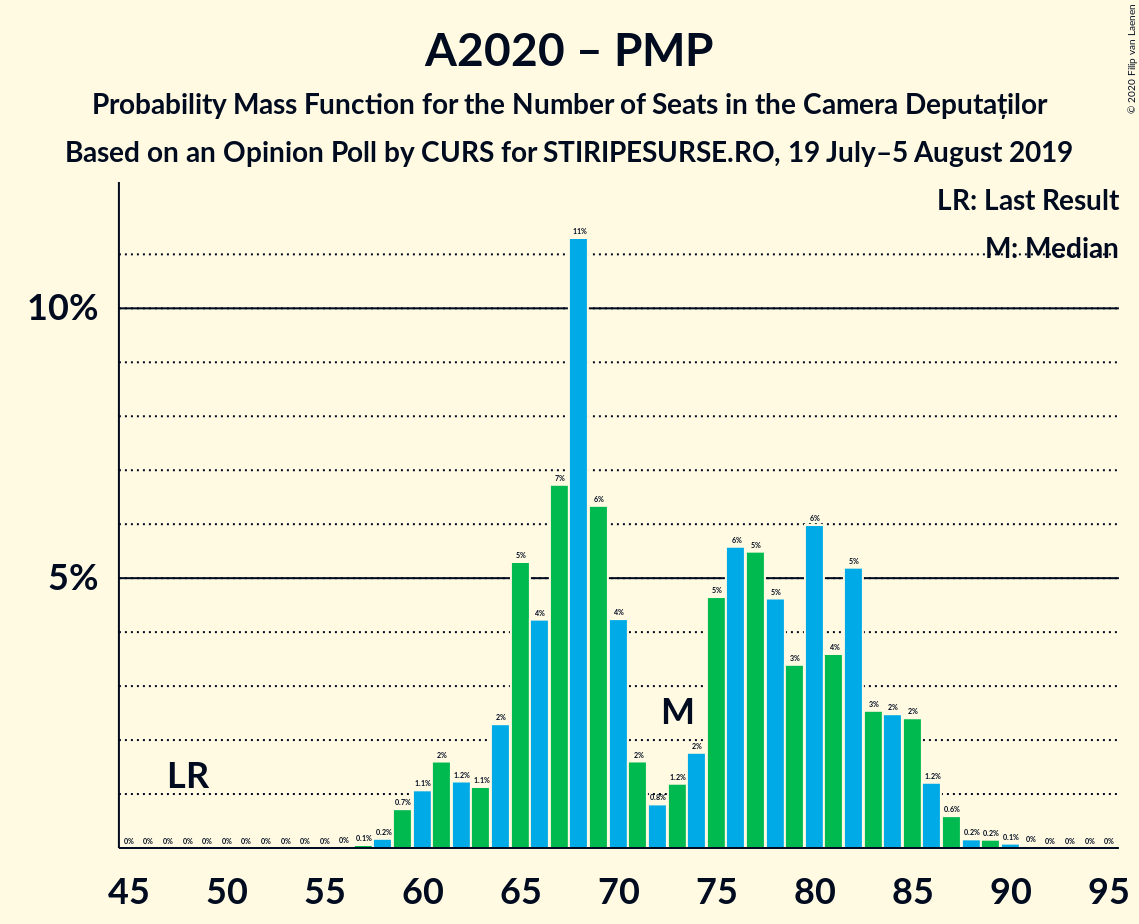 A2020 – PMP
Probability Mass Function for the Number of Seats in the Camera Deputaților
Based on an Opinion Poll by CURS for STIRIPESURSE.RO, 19 July–5 August 2019
© 2020 Filip van Laenen
LR: Last Result
M: Median
10%
5%
LR
M
0% 0% 0% 0% 0% 0% 0% 0% 0% 0% 0% 0% 0.1% 0.2% 0.7% 1.1% 2% 1.2% 1.1% 2% 5% 4% 7% 11% 6% 4% 2% 0.8% 1.2% 2% 5% 6% 5% 5% 3% 6% 4% 5% 3% 2% 2% 1.2% 0.6% 0.2% 0.2% 0.1% 0% 0% 0% 0% 0%
45 50 55 60 65 70 75 80 85 90 95